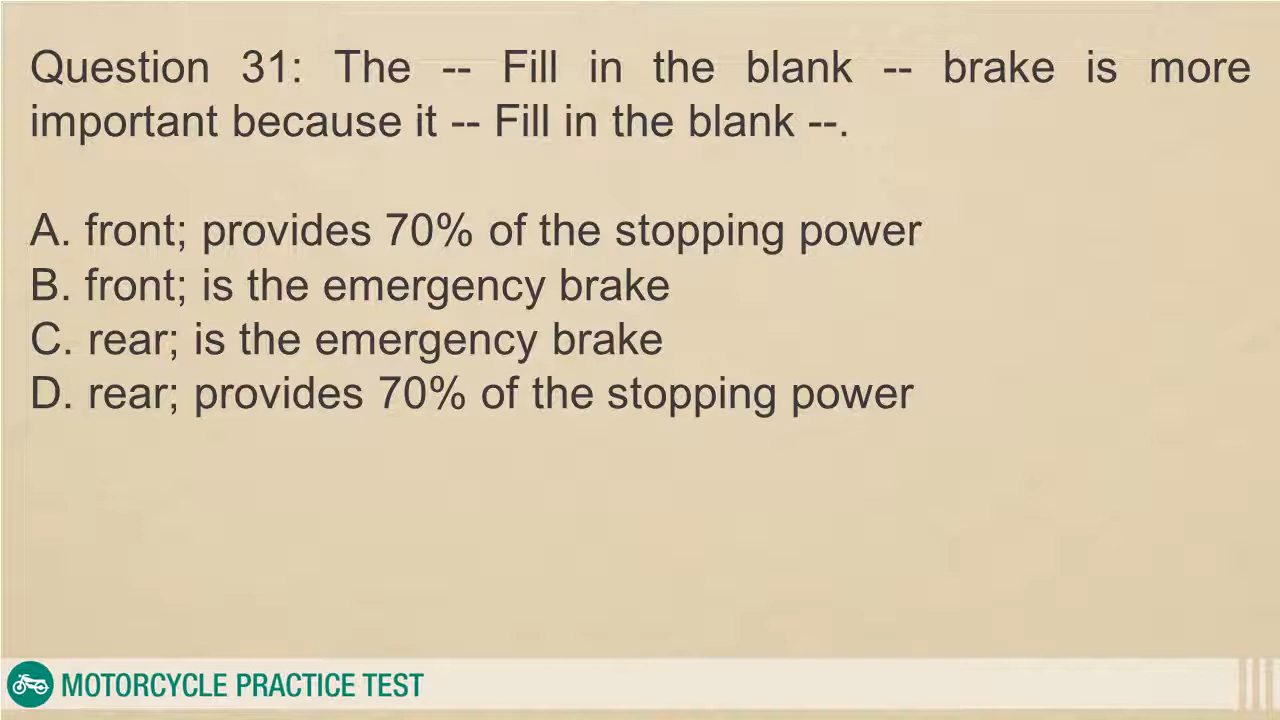 Question 31: The -- Fill in the blank -- brake is more
important because it -- Fill in the blank --.
A. front; provides 70% of the stopping power
B. front; is the emergency brake
C. rear; is the emergency brake
D. rear; provides 70% of the stopping power
MOTORCYCLE PRACTICE TEST